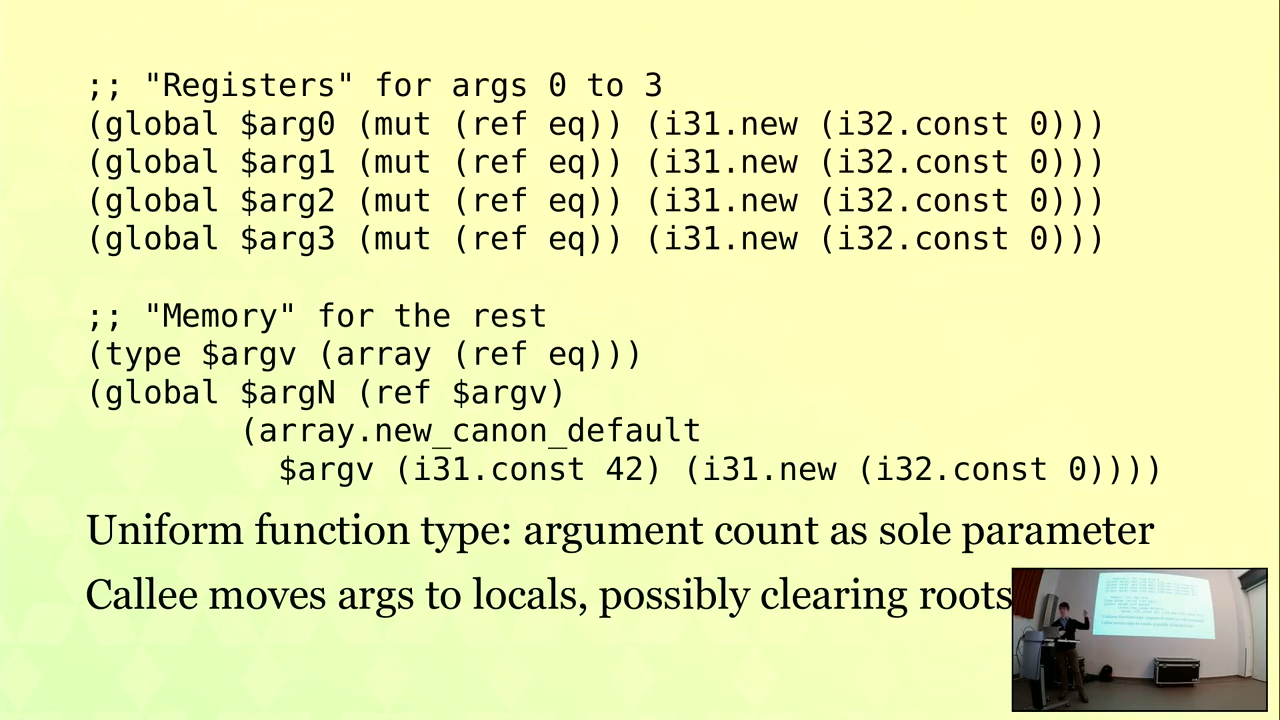 ;; "Registers" for args 0 to 3
(global $arg0 (mut (ref eq)) (i31.new (i32.const 0)))
(global $arg1 (mut (ref eq)) (i31.new (i32.const 0)))
(global $arg2 (mut (ref eq)) (i31.new (i32.const 0)))
(global $arg3 (mut (ref eq)) (i31.new (i32.const 0)))
;; "Memory" for the rest
(type $argv (array (ref eq)))
(global $argN (ref $argv)
(array.new_canon_default
$argv (i31.const 42) (i31.new (i32.const 0))))
Uniform function type: argument count as sole parameter
Callee moves args to locals, possibly clearing roots